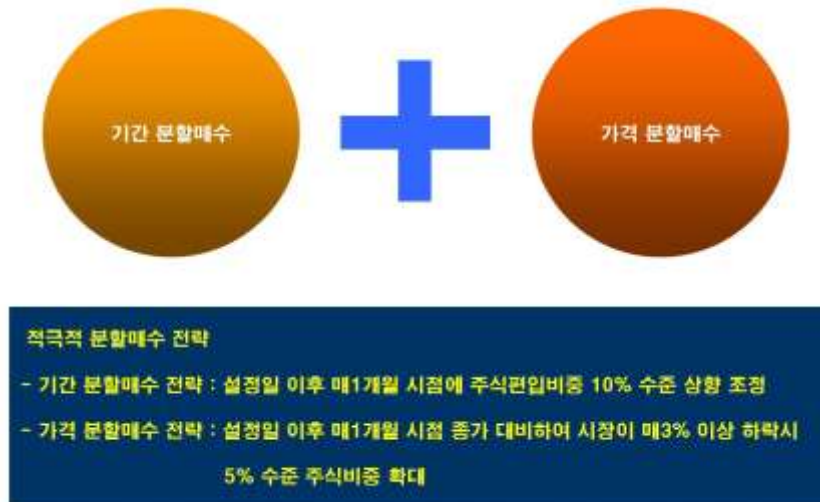 기간 분할매수
가격 분할매수
적극적 분할매수 전략
- 기간 분할매수 전략 : 설정일 이후 매1개월 시점에 주식편입비중 10% 수준 상향 조정
- 가격 분할매수 전략 : 설정일 이후 매1개월 시점 종가 대비하여 시장이 매3% 이상 하락시
5% 수준 주식비중 확대